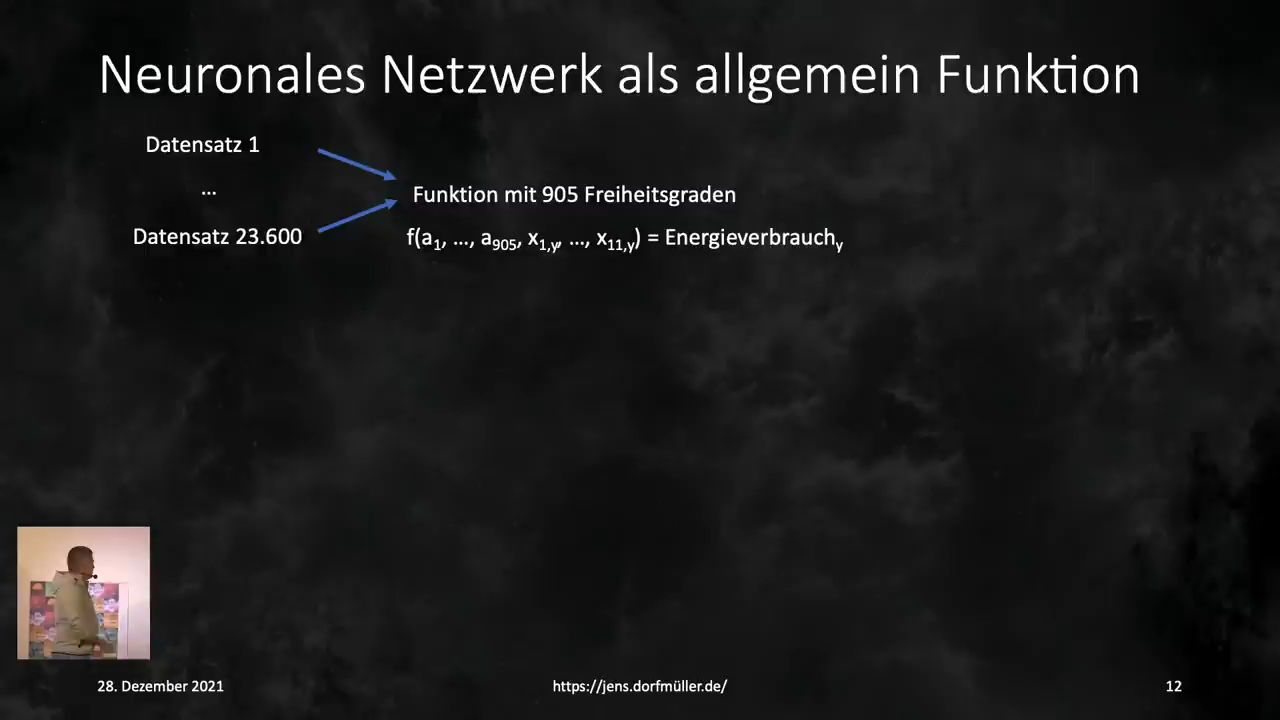 Neuronales Netzwerk als allgemein Funktion
Datensatz 1
...
Datensatz 23.600
Funktion mit 905 Freiheitsgraden
f(a1, ..., a905, x1,y, ..., x11,y) = Energieverbrauchy
28. Dezember 2021
https://jens.dorfmüller.de/
12